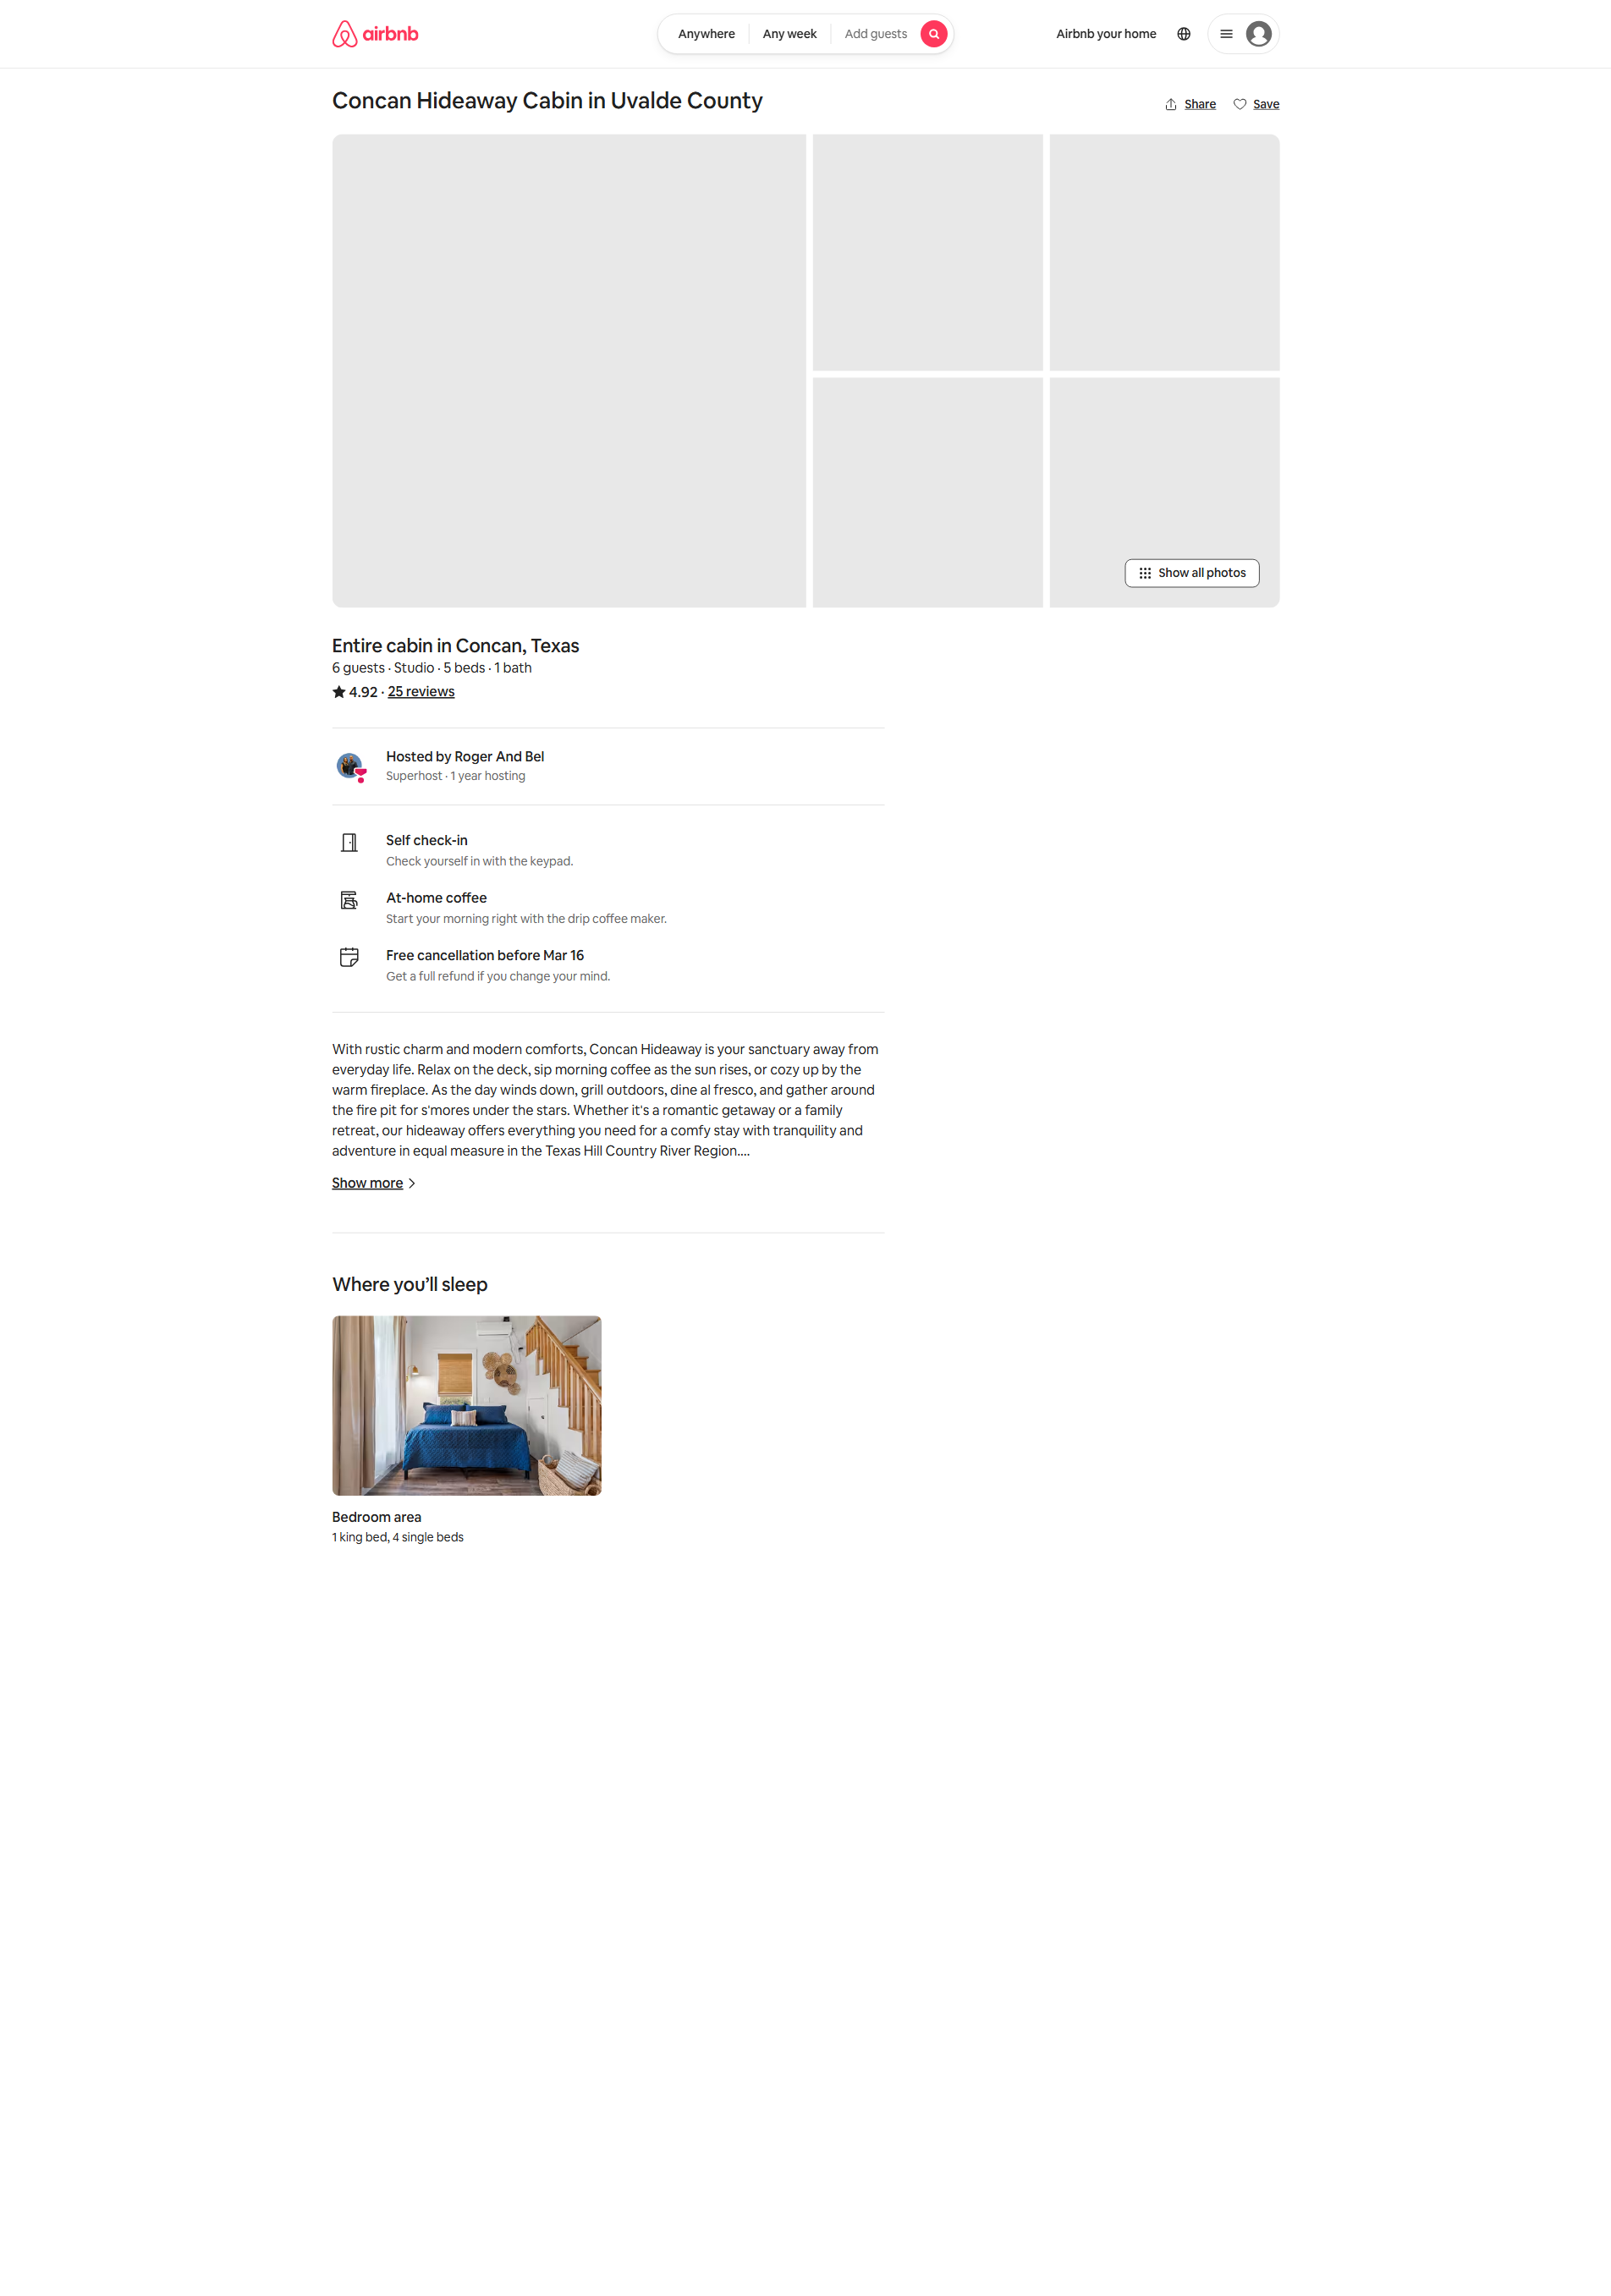 airbnb
Anywhere
Any week
Add guests
Airbnb your home
Concan Hideaway Cabin in Uvalde County
Share
Save
Show all photos
Entire cabin in Concan, Texas
6 guests · Studio · 5 beds · 1 bath
4.92 · 25 reviews
Hosted by Roger And Bel
Superhost · 1 year hosting
Self check-in
Check yourself in with the keypad.
At-home coffee
Start your morning right with the drip coffee maker.
Free cancellation before Mar 16
Get a full refund if you change your mind.
With rustic charm and modern comforts, Concan Hideaway is your sanctuary away from
everyday life. Relax on the deck, sip morning coffee as the sun rises, or cozy up by the
warm fireplace. As the day winds down, grill outdoors, dine al fresco, and gather around
the fire pit for s'mores under the stars. Whether it's a romantic getaway or a family
retreat, our hideaway offers everything you need for a comfy stay with tranquility and
adventure in equal measure in the Texas Hill Country River Region....
Show more
Where you’ll sleep
Bedroom area
1 king bed, 4 single beds